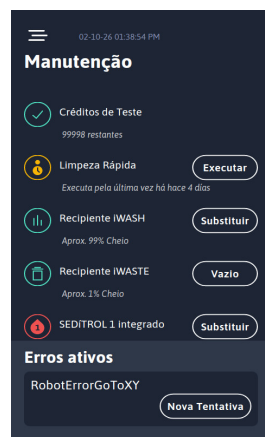 02-10-26 01:38:54 PM
Manutenção
Créditos de Teste
99998 restantes
Limpeza Rápida
Executar
Executa pela última vez há hace 4 días
Recipiente iWASH
Substituir
Aprox. 99% Cheio
Recipiente iWASTE
Vazio
Aprox. 1% Cheio
SEDiTROL 1 integrado
Substituir
Erros ativos
RobotErrorGoToXY
Nova Tentativa